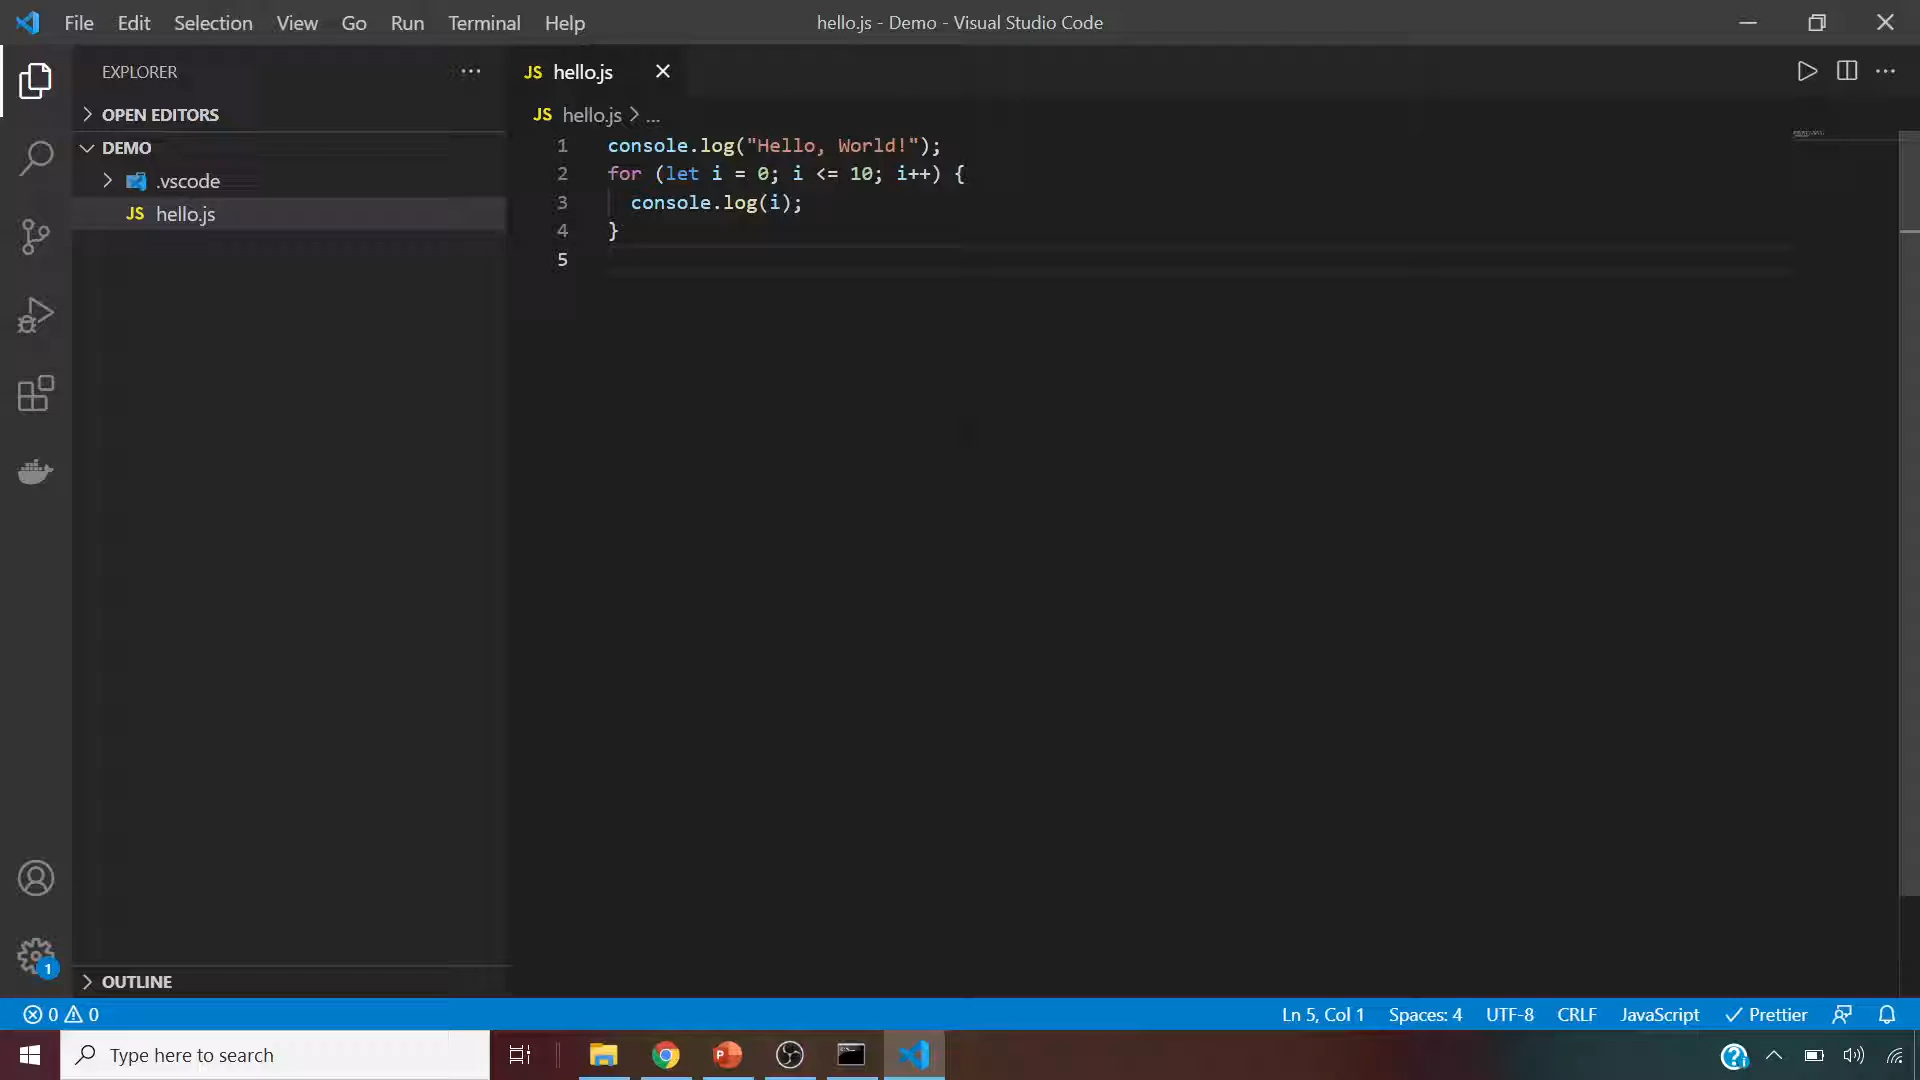 File Edit Selection View Go Run Terminal Help
hello.js - Demo - Visual Studio Code
EXPLORER
OPEN EDITORS
DEMO
.vscode
JS hello.js
JS hello.js
JS hello.js > ...
1 console.log("Hello, World!");
2 for (let i = 0; i <= 10; i++) {
3 console.log(i);
4 }
5
1
OUTLINE
0 0
Ln 5, Col 1 Spaces: 4 UTF-8 CRLF JavaScript Prettier
Type here to search
P
?